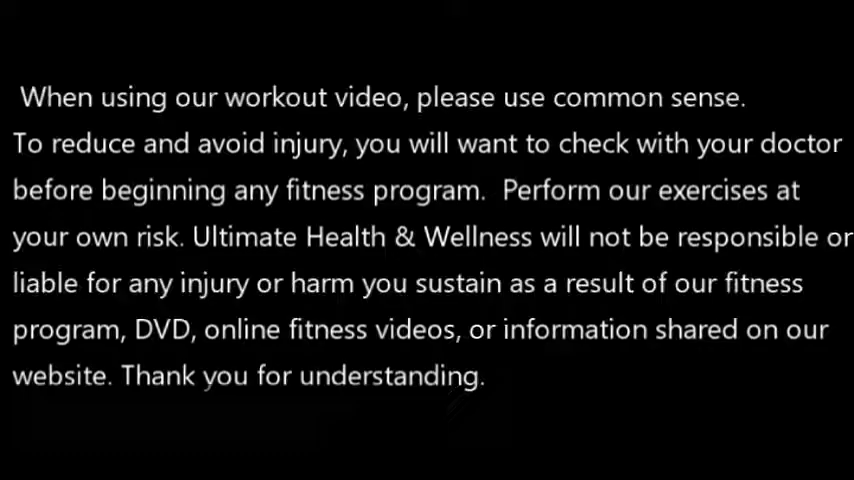 When using our workout video, please use common sense.
To reduce and avoid injury, you will want to check with your doctor
before beginning any fitness program.  Perform our exercises at
your own risk. Ultimate Health & Wellness will not be responsible or
liable for any injury or harm you sustain as a result of our fitness
program, DVD, online fitness videos, or information shared on our
website. Thank you for understanding.